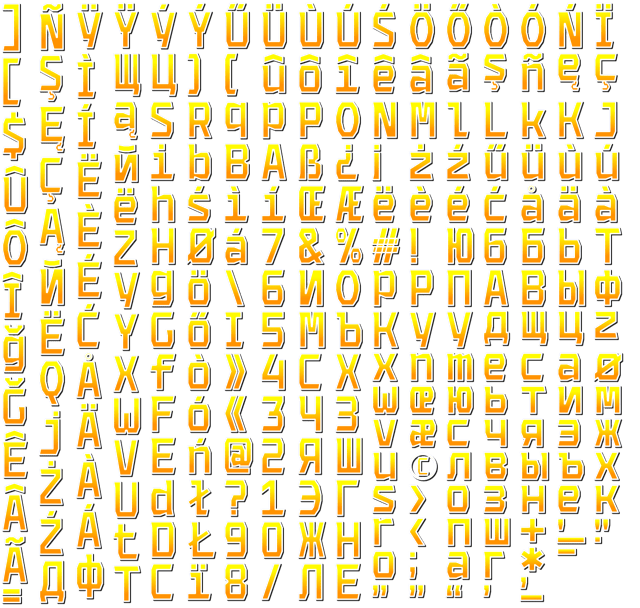 ] Ñ ÿ Ÿ ý Ý Ű Ü Ù Ú Ś Ö Ő Ò Ó Ń Ï
[ Ş Ì Щ Ц ) ( û ô î ê â ã ş ñ ę ç
Ş Ę Í ą S R q p P O N M l L k K J
Û Ç Ë Й i b B A ß ¿ ¡ ż ź ű ü ù ú
Ô Ą È ë h ś ì í Œ Æ ë è é ć å ä à
Î Й É Z H Ø á 7 & % # ! Ю Б Б Ь T
ğ Ё Ć y g ö \ 6 И O p P П А В Ы Ф
Ğ Q Å Y G ő I 5 M Ъ K y у Д Щ Ц z
Ê j Ä X f ò » 4 C X x n m е с а ø
Â Ż À W F ó « 3 Ч З w œ ю ь т и м
Ã Ź Á V E ń @ 2 Я Ш v æ с ч я э ж
= Д Ф U d ł ? 1 Э Г u © л в ы ъ х
ł D Ł 9 0 Ж Н s > о з н е к
T C ï 8 / Л Е r < п ш + ' _ "
o ; а г *
" „ “ ’ ‚